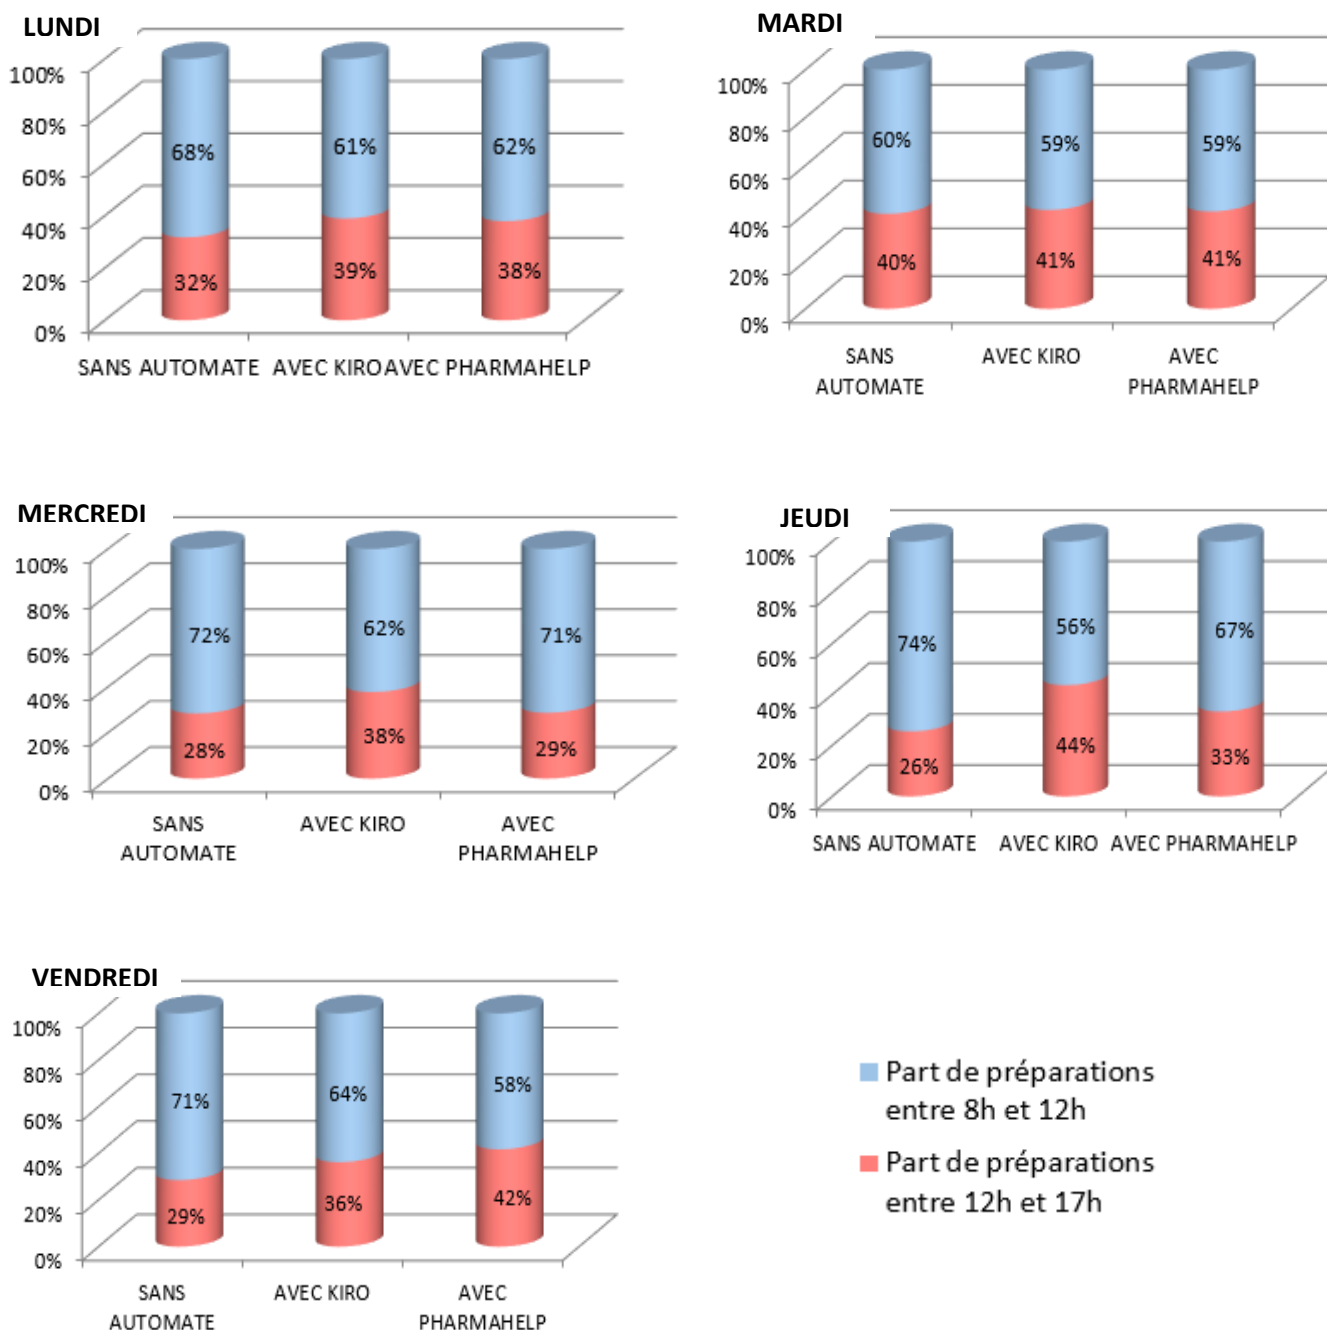 LUNDI
100%
80%
60%
40%
20%
0%
68%
61%
62%
32%
39%
38%
SANS AUTOMATE AVEC KIRO AVEC PHARMAHELP
MARDI
100%
80%
60%
40%
20%
0%
60%
59%
59%
40%
41%
41%
SANS
AUTOMATE
AVEC KIRO
AVEC
PHARMAHELP
MERCREDI
100%
80%
60%
40%
20%
0%
72%
62%
71%
28%
38%
29%
SANS
AUTOMATE
AVEC KIRO
AVEC
PHARMAHELP
JEUDI
100%
80%
60%
40%
20%
0%
74%
56%
67%
26%
44%
33%
SANS AUTOMATE AVEC KIRO AVEC PHARMAHELP
VENDREDI
100%
80%
60%
40%
20%
0%
71%
64%
58%
29%
36%
42%
SANS
AUTOMATE
AVEC KIRO
AVEC
PHARMAHELP
Part de préparations
entre 8h et 12h
Part de préparations
entre 12h et 17h